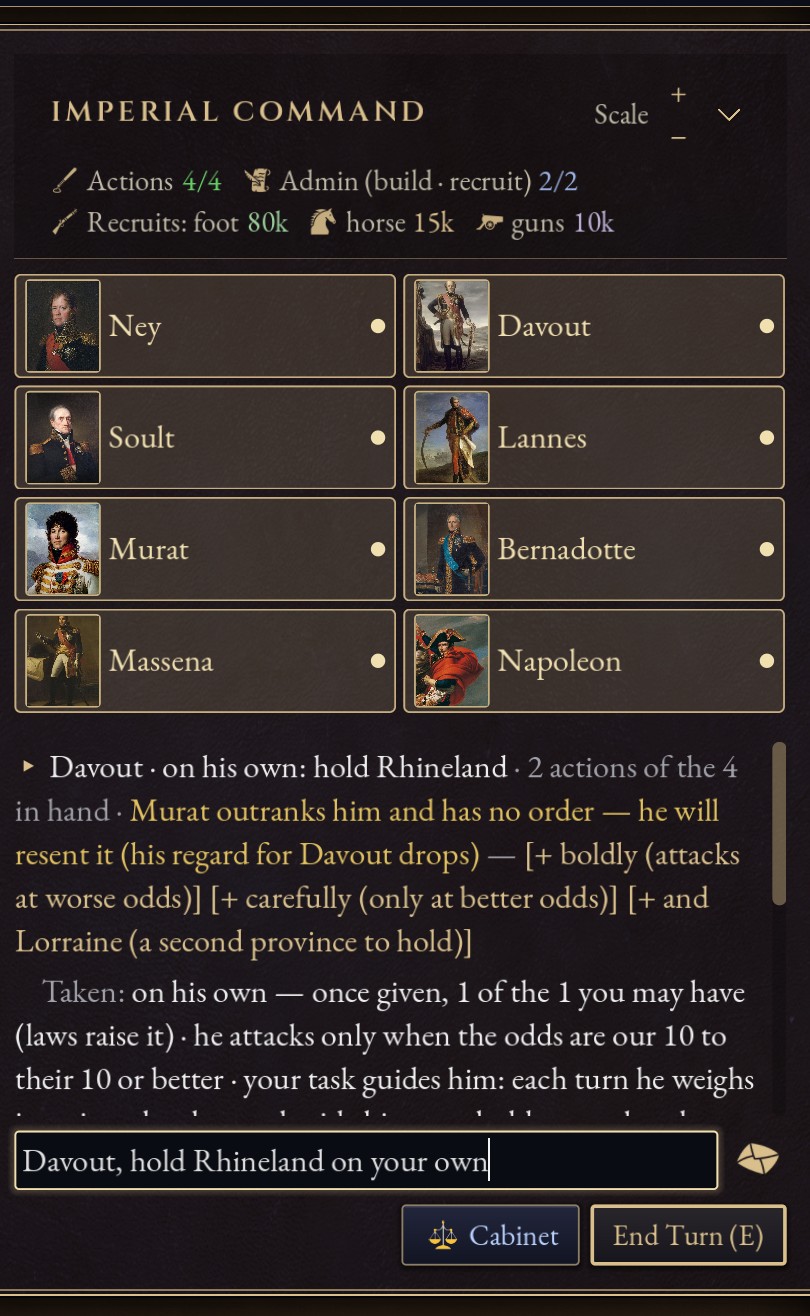 IMPERIAL COMMAND
Scale + −
Actions 4/4 Admin (build · recruit) 2/2
Recruits: foot 80k horse 15k guns 10k
Ney
Davout
Soult
Lannes
Murat
Bernadotte
Massena
Napoleon
▸ Davout · on his own: hold Rhineland · 2 actions of the 4
in hand · Murat outranks him and has no order — he will
resent it (his regard for Davout drops) — [+ boldly (attacks
at worse odds)] [+ carefully (only at better odds)] [+ and
Lorraine (a second province to hold)]
Taken: on his own — once given, 1 of the 1 you may have
(laws raise it) · he attacks only when the odds are our 10 to
their 10 or better · your task guides him: each turn he weighs
Davout, hold Rhineland on your own
Cabinet
End Turn (E)